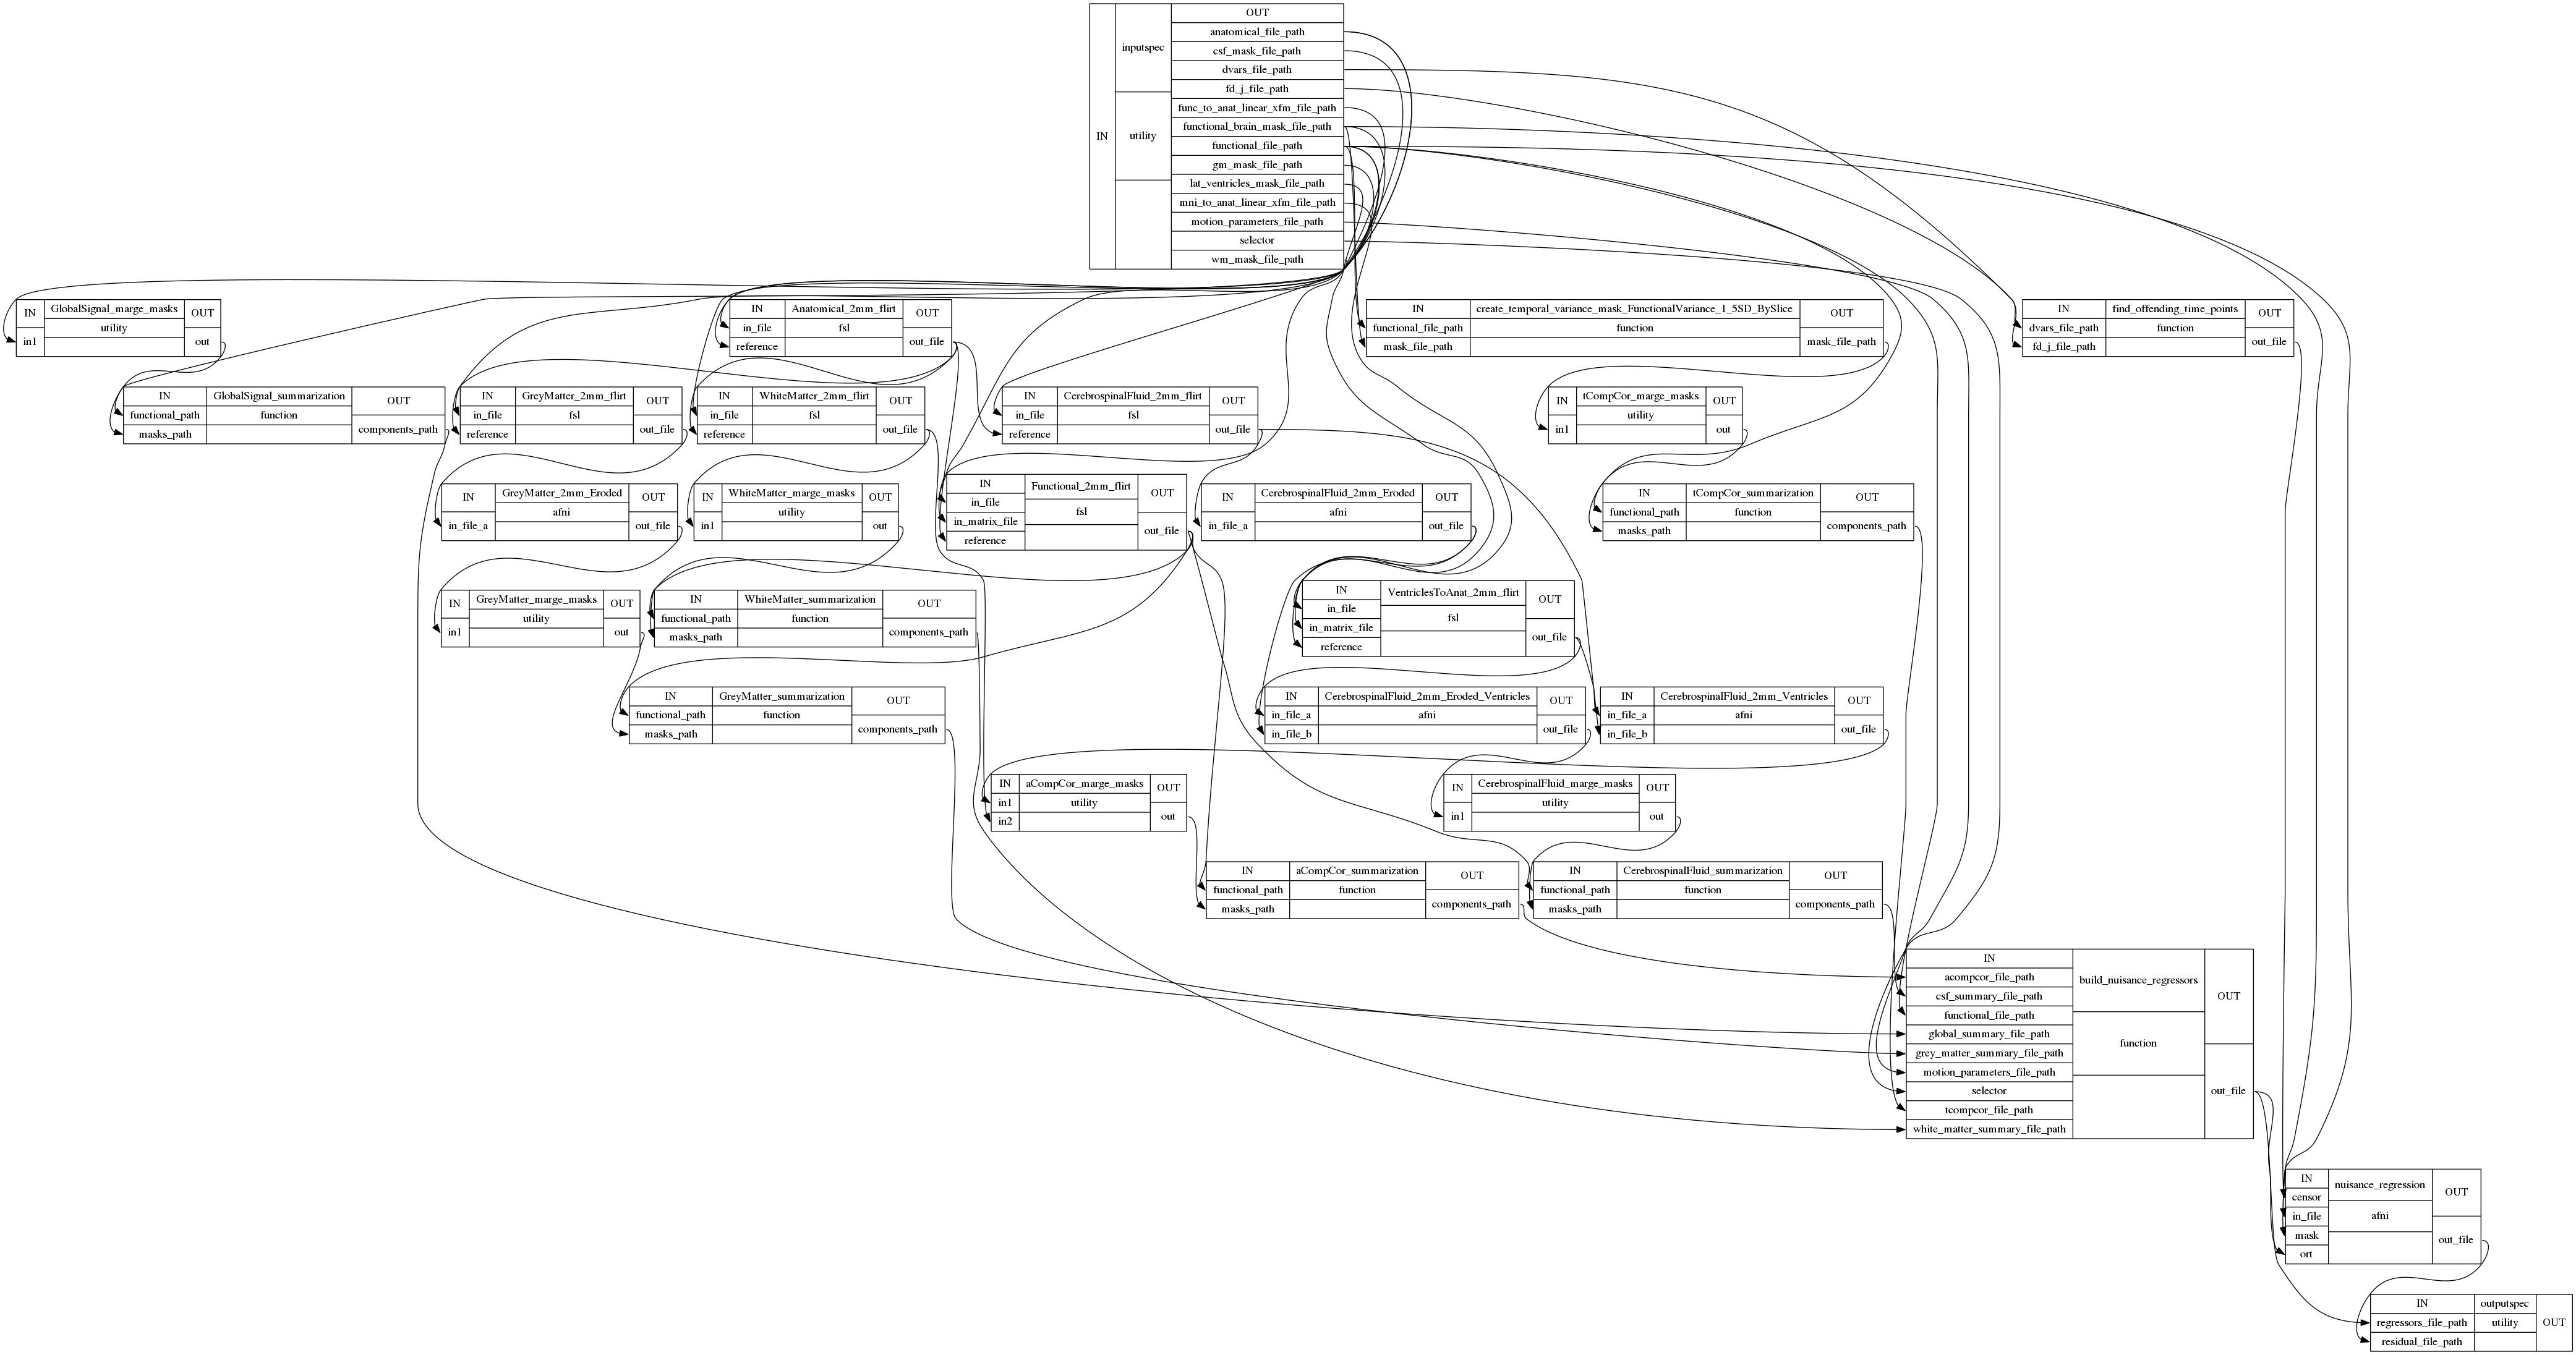 IN
inputspec
utility
OUT
anatomical_file_path
csf_mask_file_path
dvars_file_path
fd_j_file_path
func_to_anat_linear_xfm_file_path
functional_brain_mask_file_path
functional_file_path
gm_mask_file_path
lat_ventricles_mask_file_path
mni_to_anat_linear_xfm_file_path
motion_parameters_file_path
selector
wm_mask_file_path
IN
in1
GlobalSignal_marge_masks
utility
OUT
out
IN
in_file
reference
Anatomical_2mm_flirt
fsl
OUT
out_file
IN
functional_file_path
mask_file_path
create_temporal_variance_mask_FunctionalVariance_1_5SD_BySlice
function
OUT
mask_file_path
IN
dvars_file_path
fd_j_file_path
find_offending_time_points
function
OUT
out_file
IN
functional_path
masks_path
GlobalSignal_summarization
function
OUT
components_path
IN
in_file
reference
GreyMatter_2mm_flirt
fsl
OUT
out_file
IN
in_file
reference
WhiteMatter_2mm_flirt
fsl
OUT
out_file
IN
in_file
reference
CerebrospinalFluid_2mm_flirt
fsl
OUT
out_file
IN
in1
tCompCor_marge_masks
utility
OUT
out
IN
in_file_a
GreyMatter_2mm_Eroded
afni
OUT
out_file
IN
in1
WhiteMatter_marge_masks
utility
OUT
out
IN
in_file
in_matrix_file
reference
Functional_2mm_flirt
fsl
OUT
out_file
IN
in_file_a
CerebrospinalFluid_2mm_Eroded
afni
OUT
out_file
IN
functional_path
masks_path
tCompCor_summarization
function
OUT
components_path
IN
in1
GreyMatter_marge_masks
utility
OUT
out
IN
functional_path
masks_path
WhiteMatter_summarization
function
OUT
components_path
IN
in_file
in_matrix_file
reference
VentriclesToAnat_2mm_flirt
fsl
OUT
out_file
IN
functional_path
masks_path
GreyMatter_summarization
function
OUT
components_path
IN
in_file_a
in_file_b
CerebrospinalFluid_2mm_Eroded_Ventricles
afni
OUT
out_file
IN
in_file_a
in_file_b
CerebrospinalFluid_2mm_Ventricles
afni
OUT
out_file
IN
in1
in2
aCompCor_marge_masks
utility
OUT
out
IN
in1
CerebrospinalFluid_marge_masks
utility
OUT
out
IN
functional_path
masks_path
aCompCor_summarization
function
OUT
components_path
IN
functional_path
masks_path
CerebrospinalFluid_summarization
function
OUT
components_path
IN
acompcor_file_path
csf_summary_file_path
functional_file_path
global_summary_file_path
grey_matter_summary_file_path
motion_parameters_file_path
selector
tcompcor_file_path
white_matter_summary_file_path
build_nuisance_regressors
function
OUT
out_file
IN
censor
in_file
mask
ort
nuisance_regression
afni
OUT
out_file
IN
regressors_file_path
residual_file_path
outputspec
utility
OUT